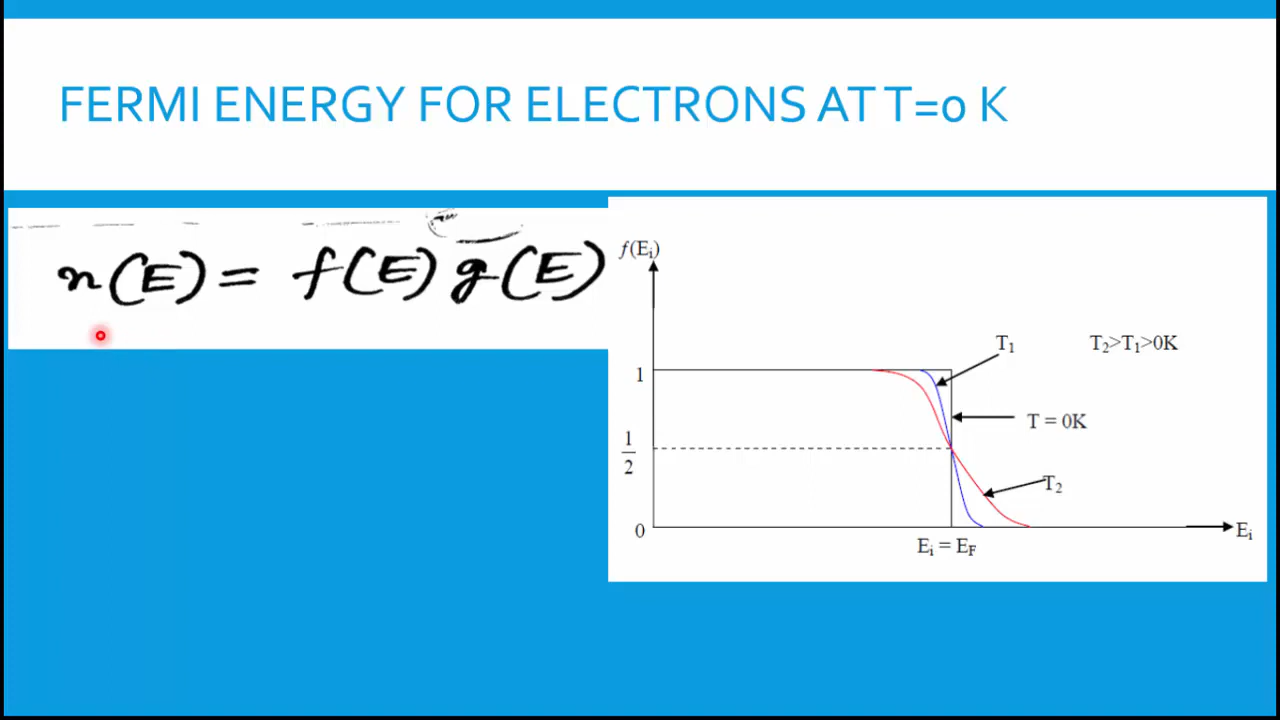 FERMI ENERGY FOR ELECTRONS AT T=0 K
n(E) = f(E) g(E)
f(Ei)
T1 T2>T1>0K
1
T = 0K
1/2
T2
0
Ei
Ei = EF